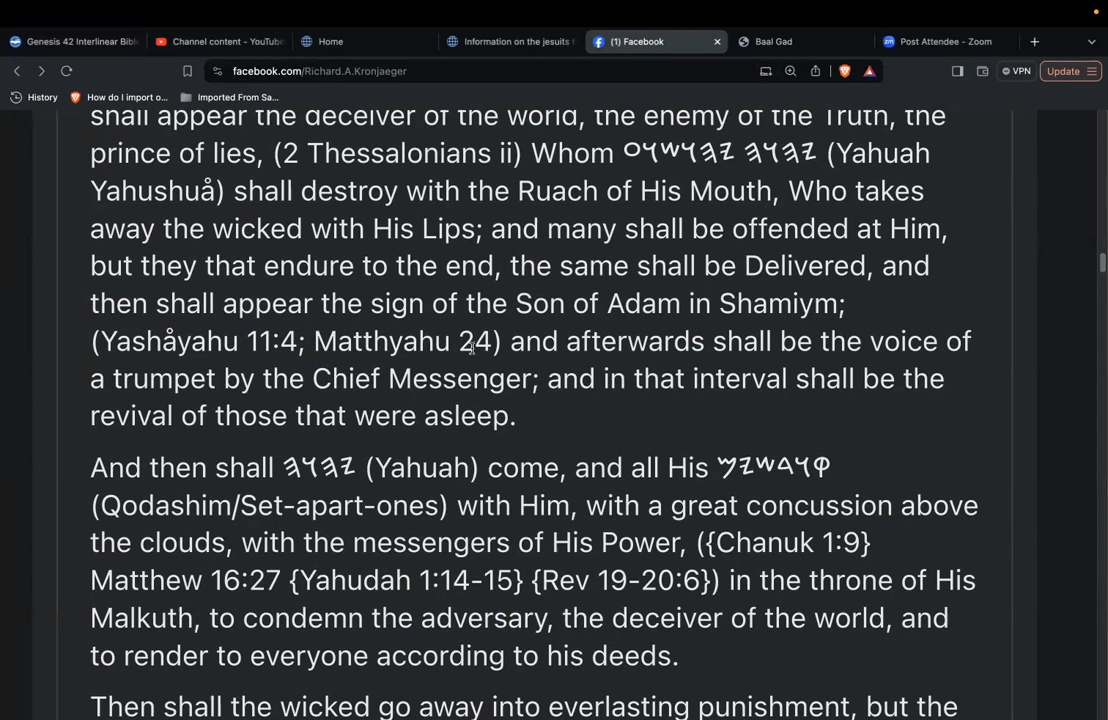 Genesis 42 Interlinear Bibl
Channel content - YouTube
Home
Information on the jesuits
(1) Facebook
Baal Gad
Post Attendee - Zoom
facebook.com/Richard.A.Kronjaeger
VPN
Update
History
How do I import o...
Imported From Sa...
shall appear the deceiver of the world, the enemy of the Truth, the
prince of lies, (2 Thessalonians ii) Whom 𐤉𐤄𐤅𐤄 𐤉𐤄𐤅𐤔𐤅𐤏 (Yahuah
Yahushuå) shall destroy with the Ruach of His Mouth, Who takes
away the wicked with His Lips; and many shall be offended at Him,
but they that endure to the end, the same shall be Delivered, and
then shall appear the sign of the Son of Adam in Shamiym;
(Yashåyahu 11:4; Matthyahu 24) and afterwards shall be the voice of
a trumpet by the Chief Messenger; and in that interval shall be the
revival of those that were asleep.
And then shall 𐤉𐤄𐤅𐤄 (Yahuah) come, and all His 𐤒𐤅𐤃𐤔𐤉𐤌
(Qodashim/Set-apart-ones) with Him, with a great concussion above
the clouds, with the messengers of His Power, ({Chanuk 1:9}
Matthew 16:27 {Yahudah 1:14-15} {Rev 19-20:6}) in the throne of His
Malkuth, to condemn the adversary, the deceiver of the world, and
to render to everyone according to his deeds.
Then shall the wicked go away into everlasting punishment, but the